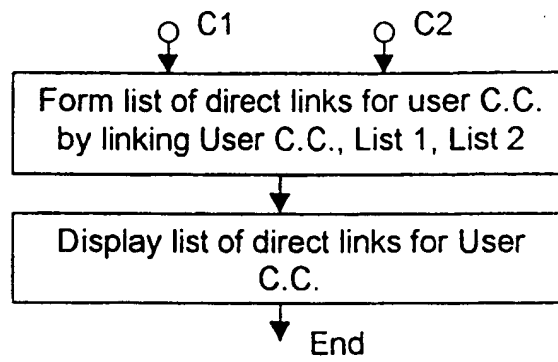 C1 C2
Form list of direct links for user C.C.
by linking User C.C., List 1, List 2
Display list of direct links for User
C.C.
End